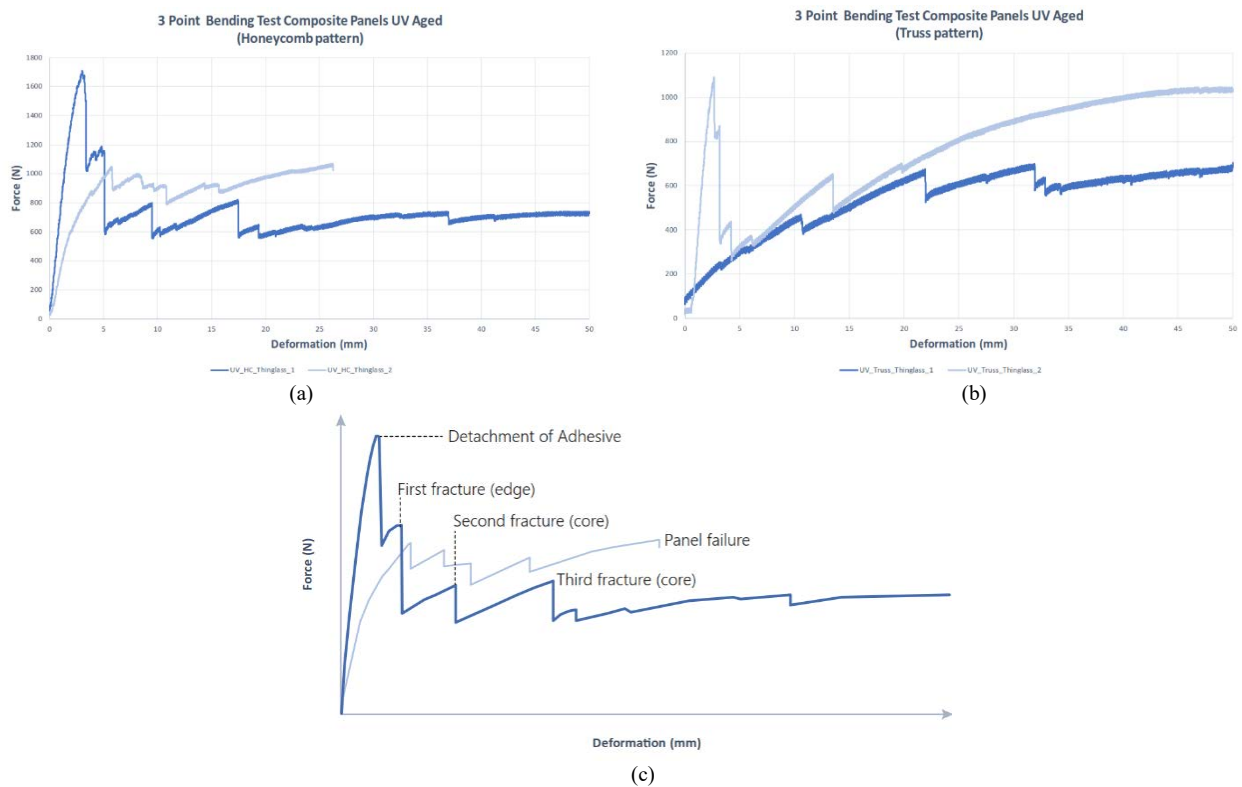 3 Point Bending Test Composite Panels UV Aged
(Honeycomb pattern)
1800
1600
1400
1200
1000
800
600
400
200
0
Force (N)
0 5 10 15 20 25 30 35 40 45 50
Deformation (mm)
UV_HC_Thinglass_1 UV_HC_Thinglass_2
(a)
3 Point Bending Test Composite Panels UV Aged
(Truss pattern)
1200
1000
800
600
400
200
0
Force (N)
0 5 10 15 20 25 30 35 40 45 50
Deformation (mm)
UV_Truss_Thinglass_1 UV_Truss_Thinglass_2
(b)
Detachment of Adhesive
First fracture (edge)
Second fracture (core)
Panel failure
Third fracture (core)
Force (N)
Deformation (mm)
(c)